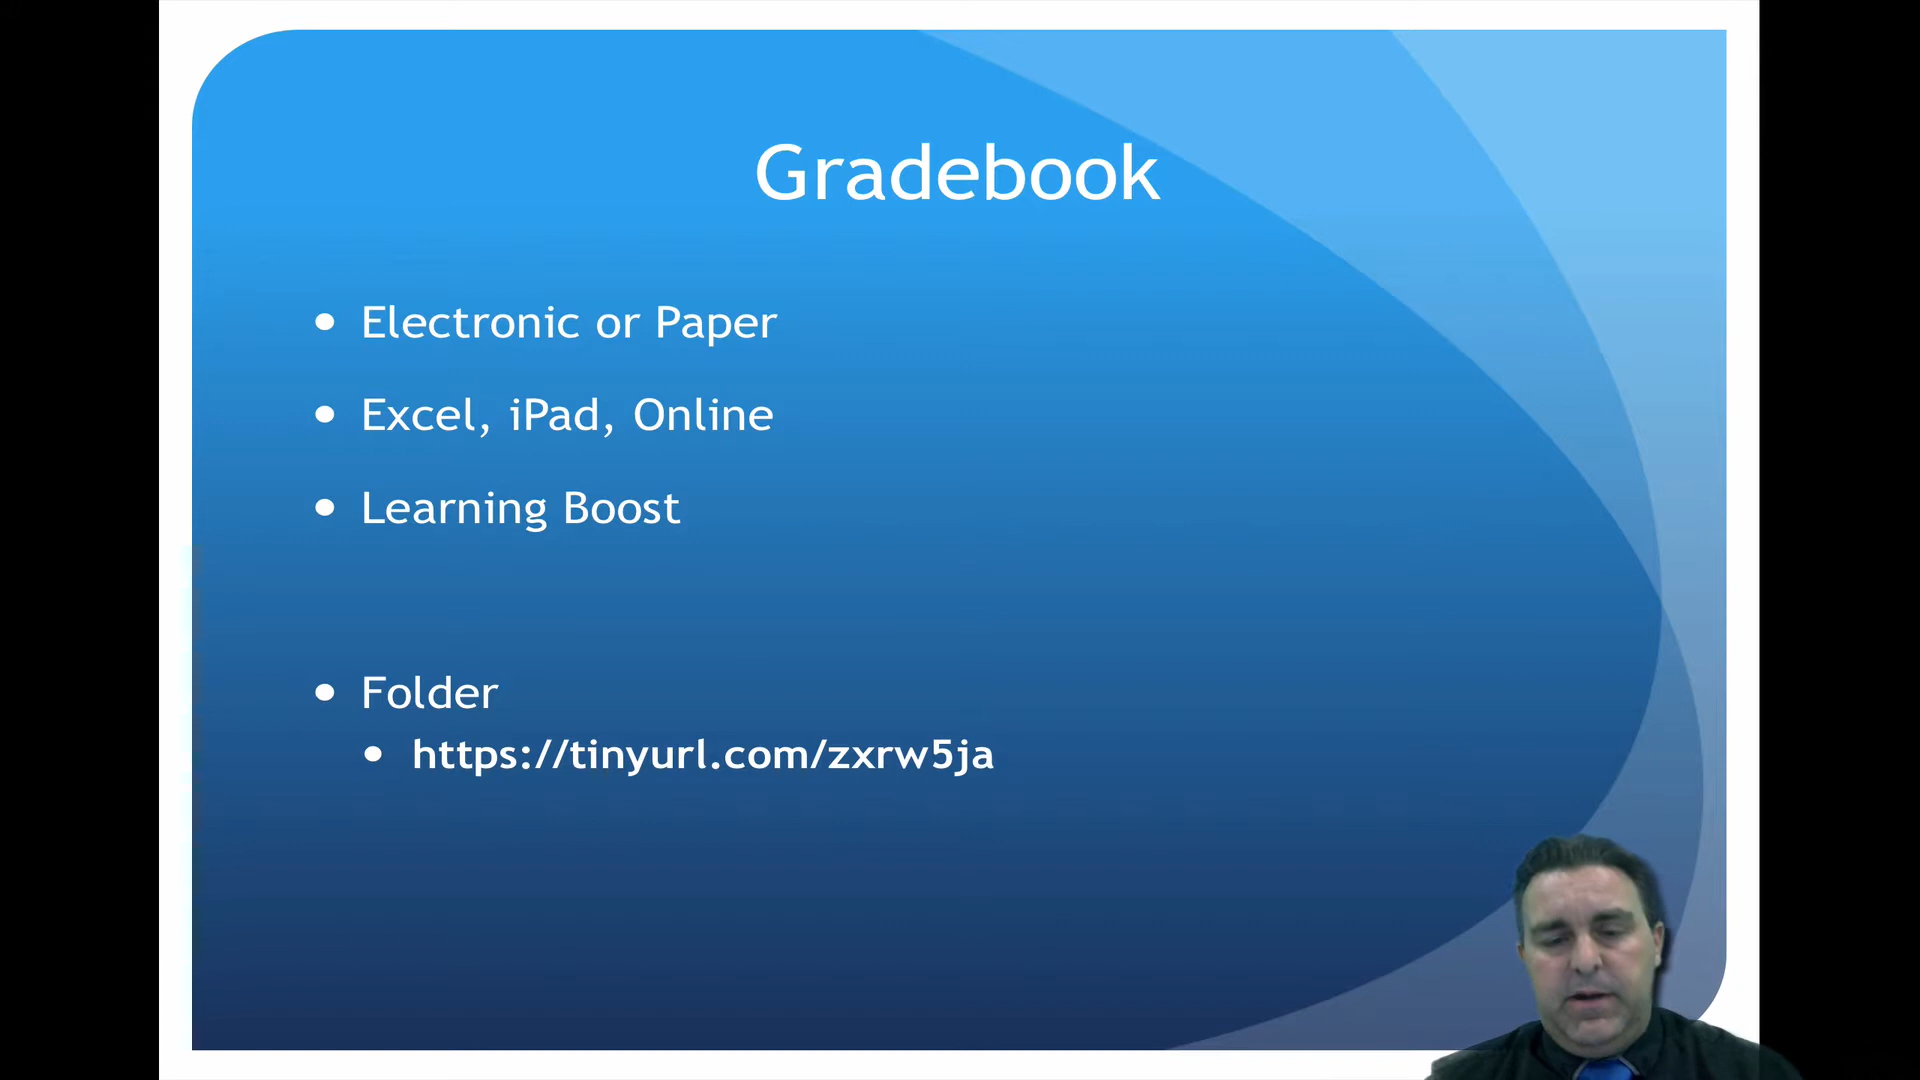 Gradebook
Electronic or Paper
Excel, iPad, Online
Learning Boost
Folder
https://tinyurl.com/zxrw5ja